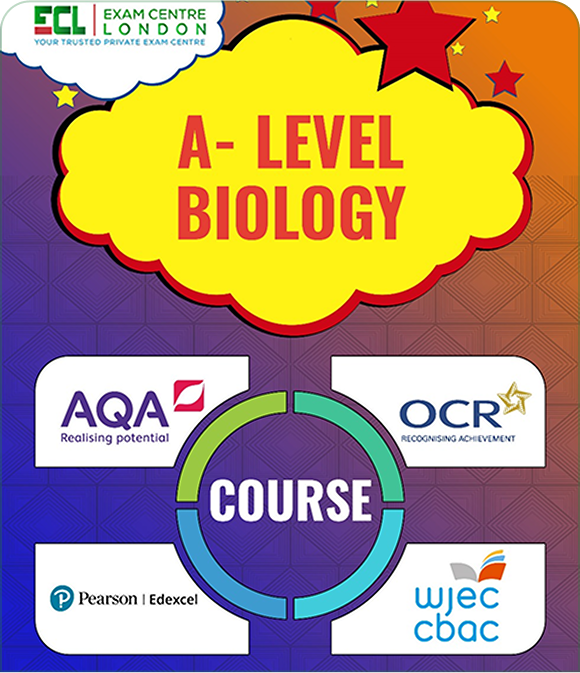 ECL EXAM CENTRE
LONDON
YOUR TRUSTED PRIVATE EXAM CENTRE
A- LEVEL
BIOLOGY
AQA
Realising potential
OCR
RECOGNISING ACHIEVEMENT
COURSE
Pearson | Edexcel
wjec
cbac